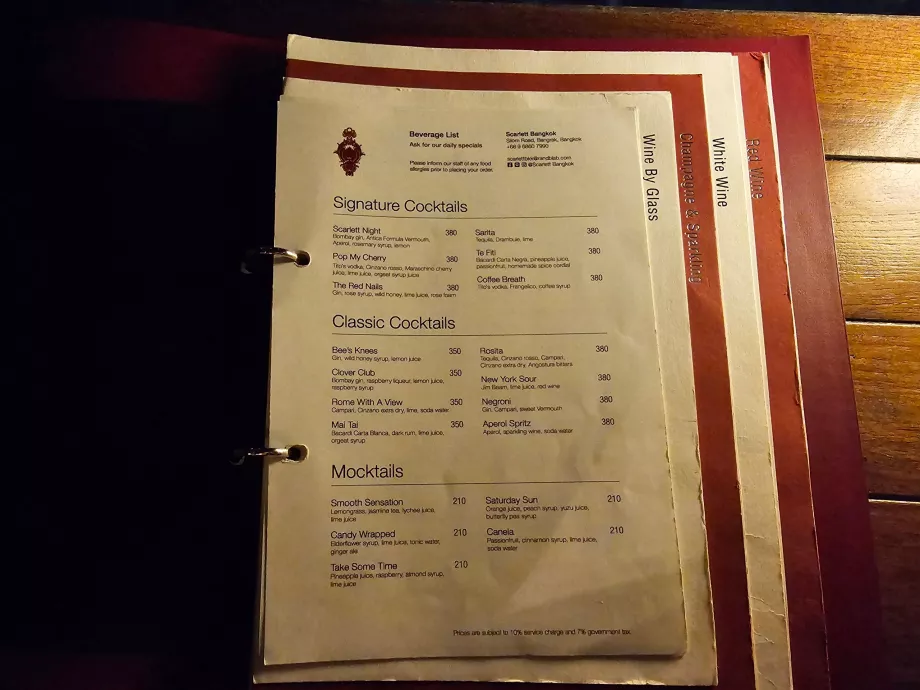 Beverage List
Ask for our daily specials
Please inform our staff of any food
allergies prior to placing your order.
Scarlett Bangkok
Silom Road, Bangrak, Bangkok
@Scarlett Bangkok
Signature Cocktails
Scarlett Night 380
Bombay gin, Antica Formula Vermouth,
Aperol, rosemary syrup, lemon
Pop My Cherry 380
Tito's vodka, Cinzano rosso, Maraschino cherry
juice, lime juice, orgeat syrup juice
The Red Nails 380
Gin, rose syrup, wild honey, lime juice, rose foam
Sarita 380
Tequila, Drambuie, lime
Te Fiti 380
Bacardi Carta Negra, pineapple juice,
passionfruit, homemade spice cordial
Coffee Breath 380
Tito's vodka, Frangelico, coffee syrup
Classic Cocktails
Bee's Knees 350
Gin, wild honey syrup, lemon juice
Clover Club 350
Bombay gin, raspberry liqueur, lemon juice,
raspberry syrup
Rome With A View 350
Campari, Cinzano extra dry, lime, soda water
Mai Tai 350
Bacardi Carta Blanca, dark rum, lime juice,
orgeat syrup
Rosita 380
Tequila, Cinzano rosso, Campari,
Cinzano extra dry, Angostura bitters
New York Sour 380
Jim Beam, lime juice, red wine
Negroni 380
Gin, Campari, sweet Vermouth
Aperol Spritz 380
Aperol, sparkling wine, soda water
Mocktails
Smooth Sensation 210
Lemongrass, jasmine tea, lychee juice,
lime juice
Candy Wrapped 210
Elderflower syrup, lime juice, tonic water,
ginger ale
Take Some Time 210
Pineapple juice, raspberry, almond syrup,
lime juice
Saturday Sun 210
Orange juice, peach syrup, yuzu juice,
butterfly pea syrup
Canela 210
Passionfruit, cinnamon syrup, lime juice,
soda water
Prices are subject to 10% service charge and 7% government tax.
Wine By Glass
Champagne & Sparkling
White Wine
Red Wine